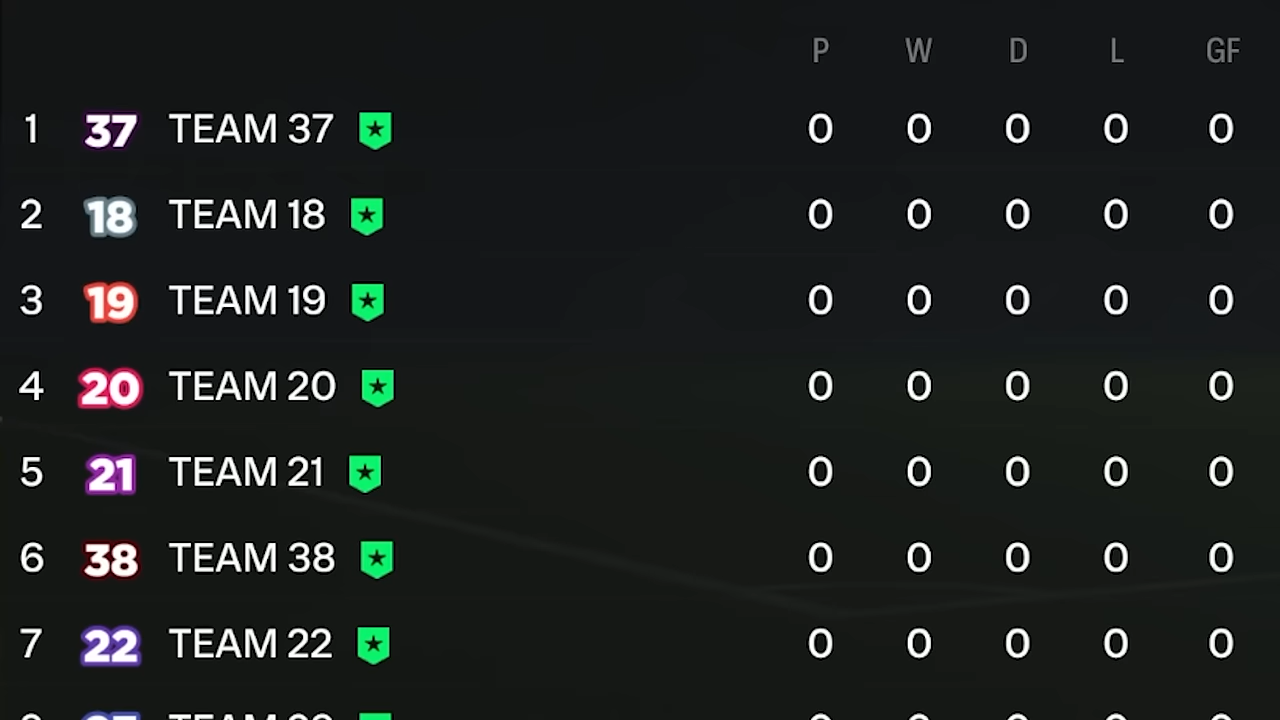 P W D L GF
1 37 TEAM 37 0 0 0 0 0
2 18 TEAM 18 0 0 0 0 0
3 19 TEAM 19 0 0 0 0 0
4 20 TEAM 20 0 0 0 0 0
5 21 TEAM 21 0 0 0 0 0
6 38 TEAM 38 0 0 0 0 0
7 22 TEAM 22 0 0 0 0 0